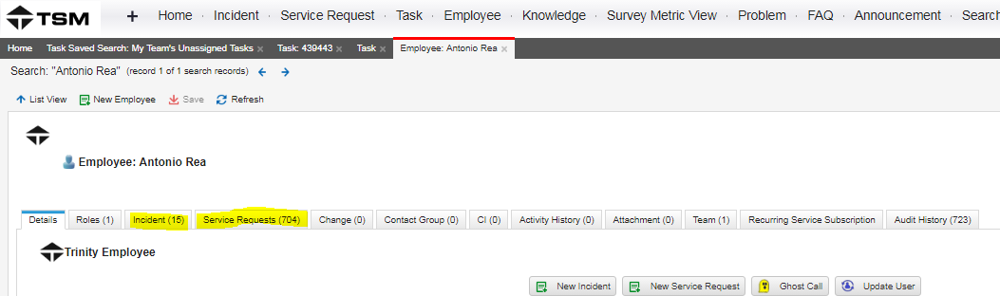 TSM + Home · Incident · Service Request · Task · Employee · Knowledge · Survey Metric View · Problem · FAQ · Announcement · Search
Home Task Saved Search: My Team's Unassigned Tasks × Task: 439443 × Task × Employee: Antonio Rea ×
Search: "Antonio Rea" (record 1 of 1 search records)
List View New Employee Save Refresh
Employee: Antonio Rea
Details Roles (1) Incident (15) Service Requests (704) Change (0) Contact Group (0) CI (0) Activity History (0) Attachment (0) Team (1) Recurring Service Subscription Audit History (723)
Trinity Employee
New Incident New Service Request Ghost Call Update User